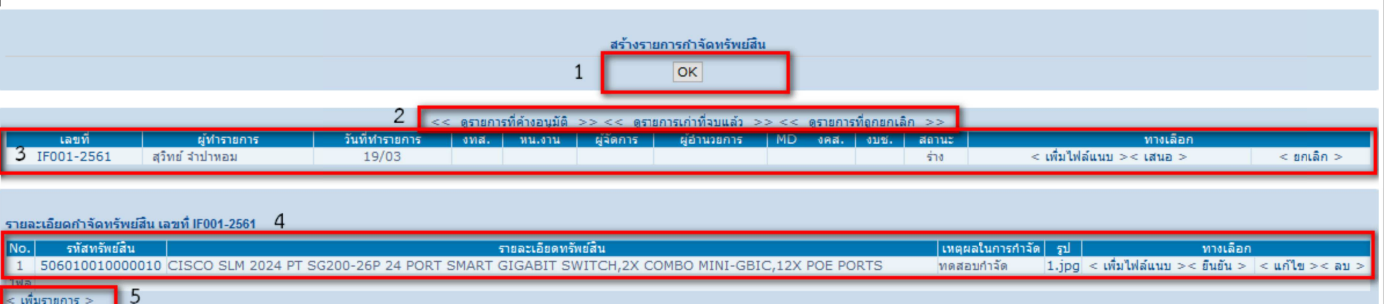 สร้างรายการกำจัดทรัพย์สิน
1 OK
2 << ดูรายการที่ค้างอนุมัติ >> << ดูรายการเก่าที่จบแล้ว >> << ดูรายการที่ถูกยกเลิก >>
เลขที่ ผู้ทำรายการ วันที่ทำรายการ งทส. หน.งาน ผู้จัดการ ผู้อำนวยการ MD งคส. งบช. สถานะ ทางเลือก
3 IF001-2561 สุวิทย์ จำปาหอม 19/03 ร่าง < เพิ่มไฟล์แนบ >< เสนอ > < ยกเลิก >
รายละเอียดกำจัดทรัพย์สิน เลขที่ IF001-2561 4
No. รหัสทรัพย์สิน รายละเอียดทรัพย์สิน เหตุผลในการกำจัด รูป ทางเลือก
1 506010010000010 CISCO SLM 2024 PT SG200-26P 24 PORT SMART GIGABIT SWITCH,2X COMBO MINI-GBIC,12X POE PORTS ทดสอบกำจัด 1.jpg < เพิ่มไฟล์แนบ >< ยืนยัน > < แก้ไข >< ลบ >
< เพิ่มรายการ > 5